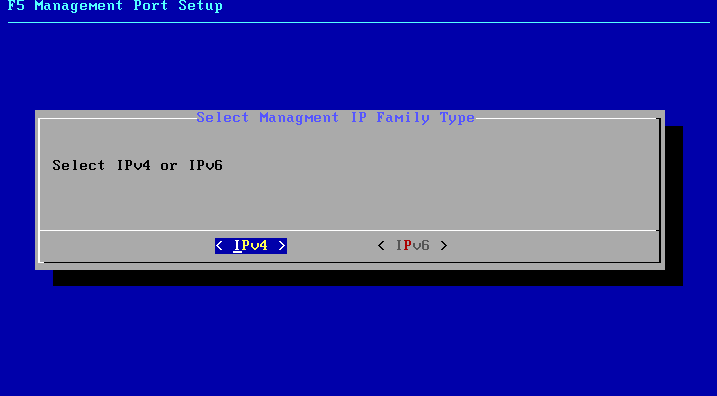 F5 Management Port Setup
Select Managment IP Family Type
Select IPv4 or IPv6
< IPv4 > < IPv6 >